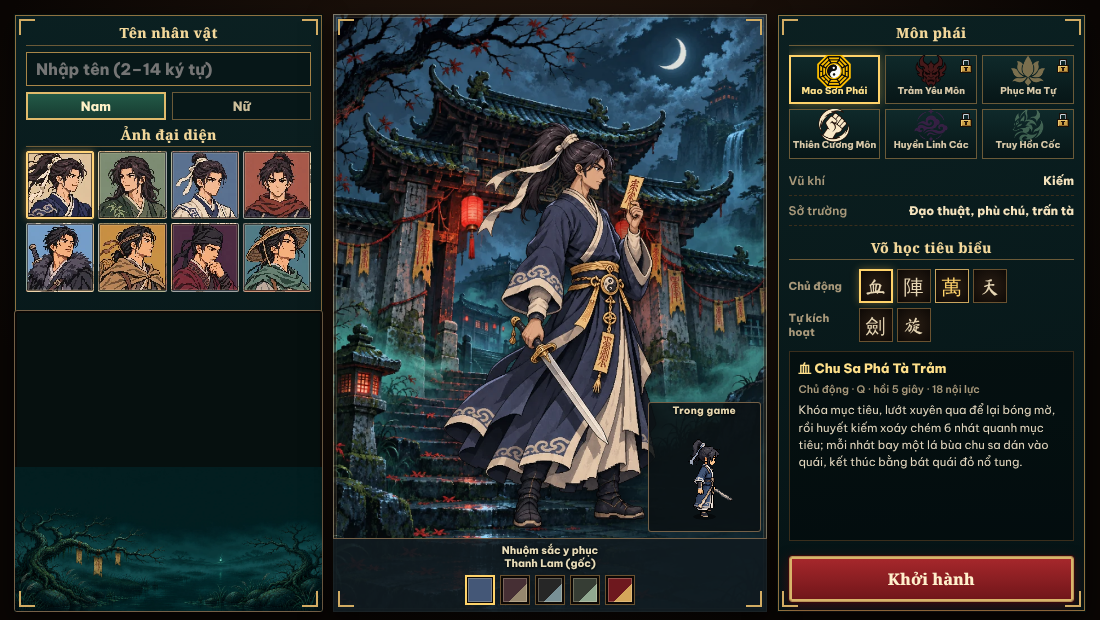 Tên nhân vật
Nhập tên (2–14 ký tự)
Nam
Nữ
Ảnh đại diện
Trong game
Nhuộm sắc y phục
Thanh Lam (gốc)
Môn phái
Mao Sơn Phái
Trảm Yêu Môn
Phục Ma Tự
Thiên Cương Môn
Huyền Linh Các
Truy Hồn Cốc
Vũ khí
Kiếm
Sở trường
Đạo thuật, phù chú, trấn tà
Võ học tiêu biểu
Chủ động
血 陣 萬 天
Tự kích
hoạt
劍 旋
血 Chu Sa Phá Tà Trảm
Chủ động · Q · hồi 5 giây · 18 nội lực
Khóa mục tiêu, lướt xuyên qua để lại bóng mờ,
rồi huyết kiếm xoáy chém 6 nhát quanh mục
tiêu; mỗi nhát bay một lá bùa chu sa dán vào
quái, kết thúc bằng bát quái đỏ nổ tung.
Khởi hành